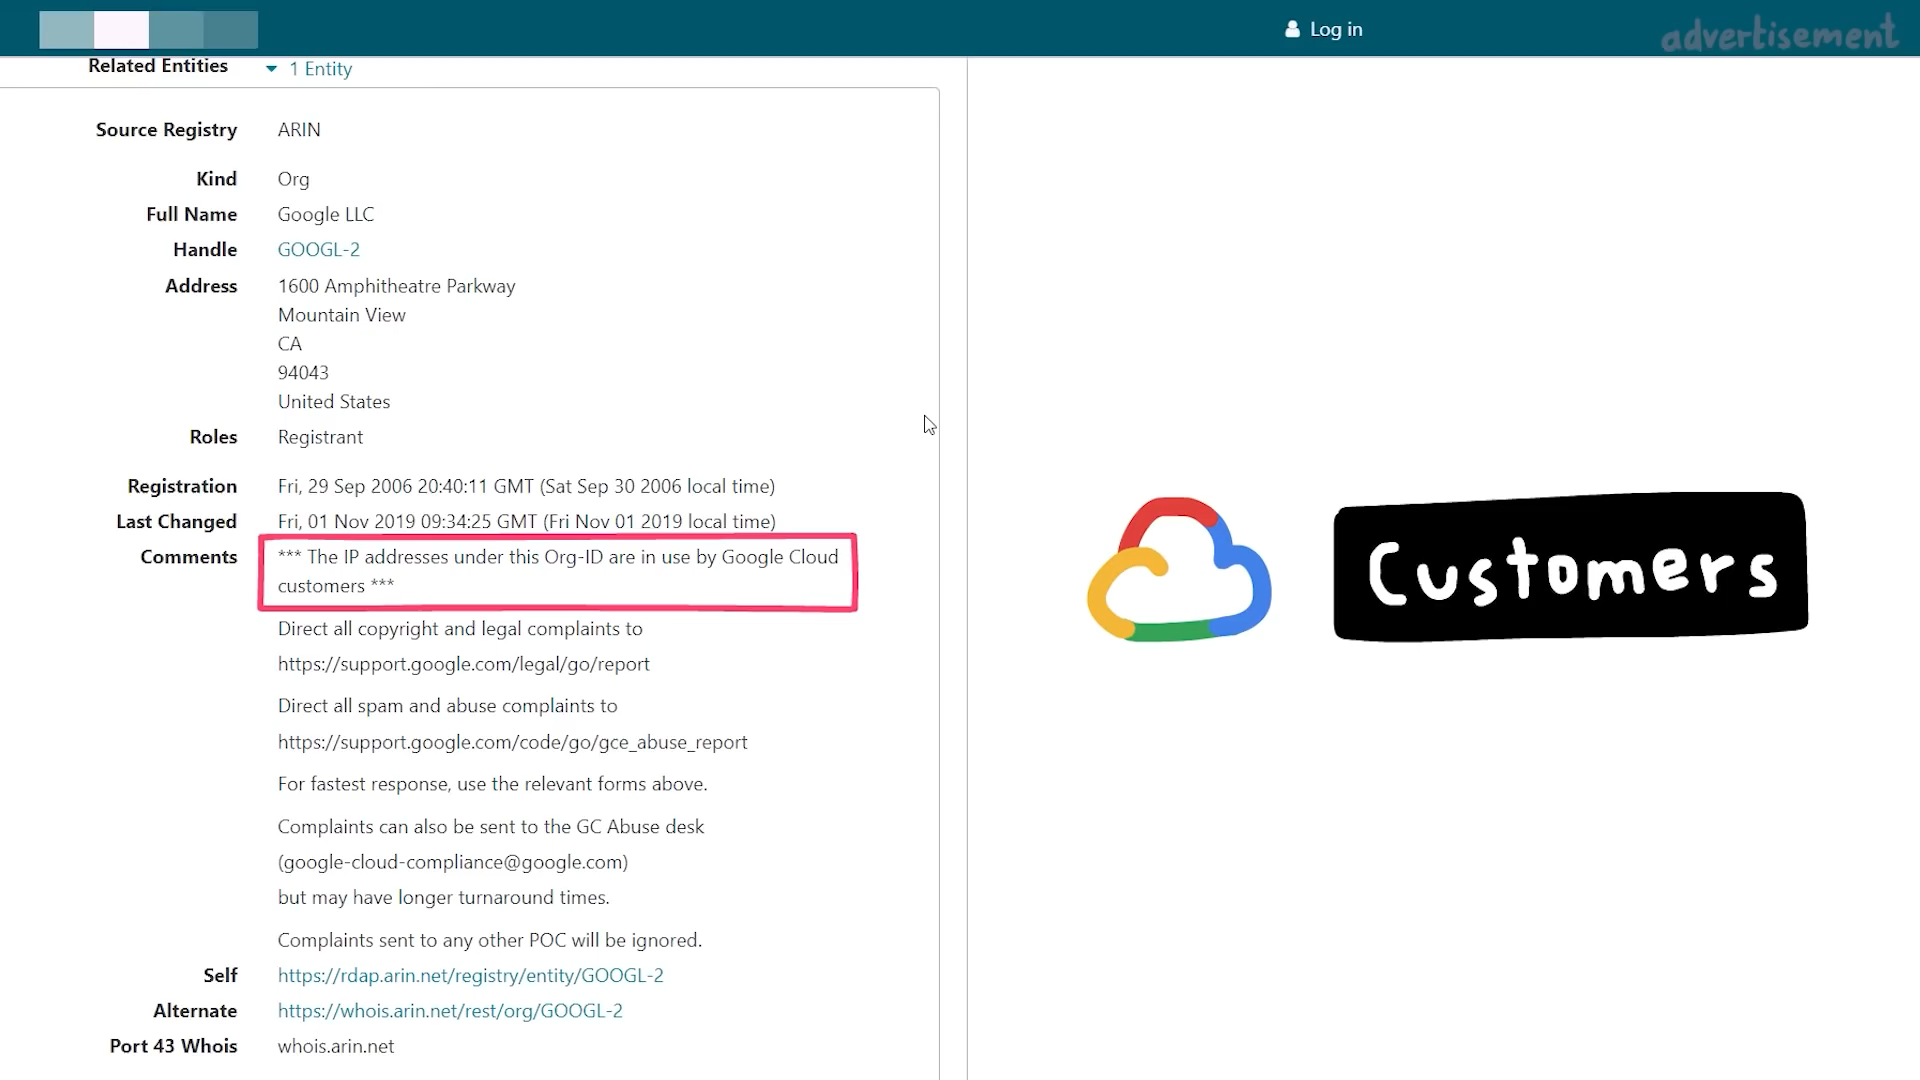 Log in
advertisement
Related Entities 1 Entity
Source Registry ARIN
Kind Org
Full Name Google LLC
Handle GOOGL-2
Address 1600 Amphitheatre Parkway
Mountain View
CA
94043
United States
Roles Registrant
Registration Fri, 29 Sep 2006 20:40:11 GMT (Sat Sep 30 2006 local time)
Last Changed Fri, 01 Nov 2019 09:34:25 GMT (Fri Nov 01 2019 local time)
Comments *** The IP addresses under this Org-ID are in use by Google Cloud
customers ***
Direct all copyright and legal complaints to
https://support.google.com/legal/go/report
Direct all spam and abuse complaints to
https://support.google.com/code/go/gce_abuse_report
For fastest response, use the relevant forms above.
Complaints can also be sent to the GC Abuse desk
(google-cloud-compliance@google.com)
but may have longer turnaround times.
Complaints sent to any other POC will be ignored.
Self https://rdap.arin.net/registry/entity/GOOGL-2
Alternate https://whois.arin.net/rest/org/GOOGL-2
Port 43 Whois whois.arin.net
Customers